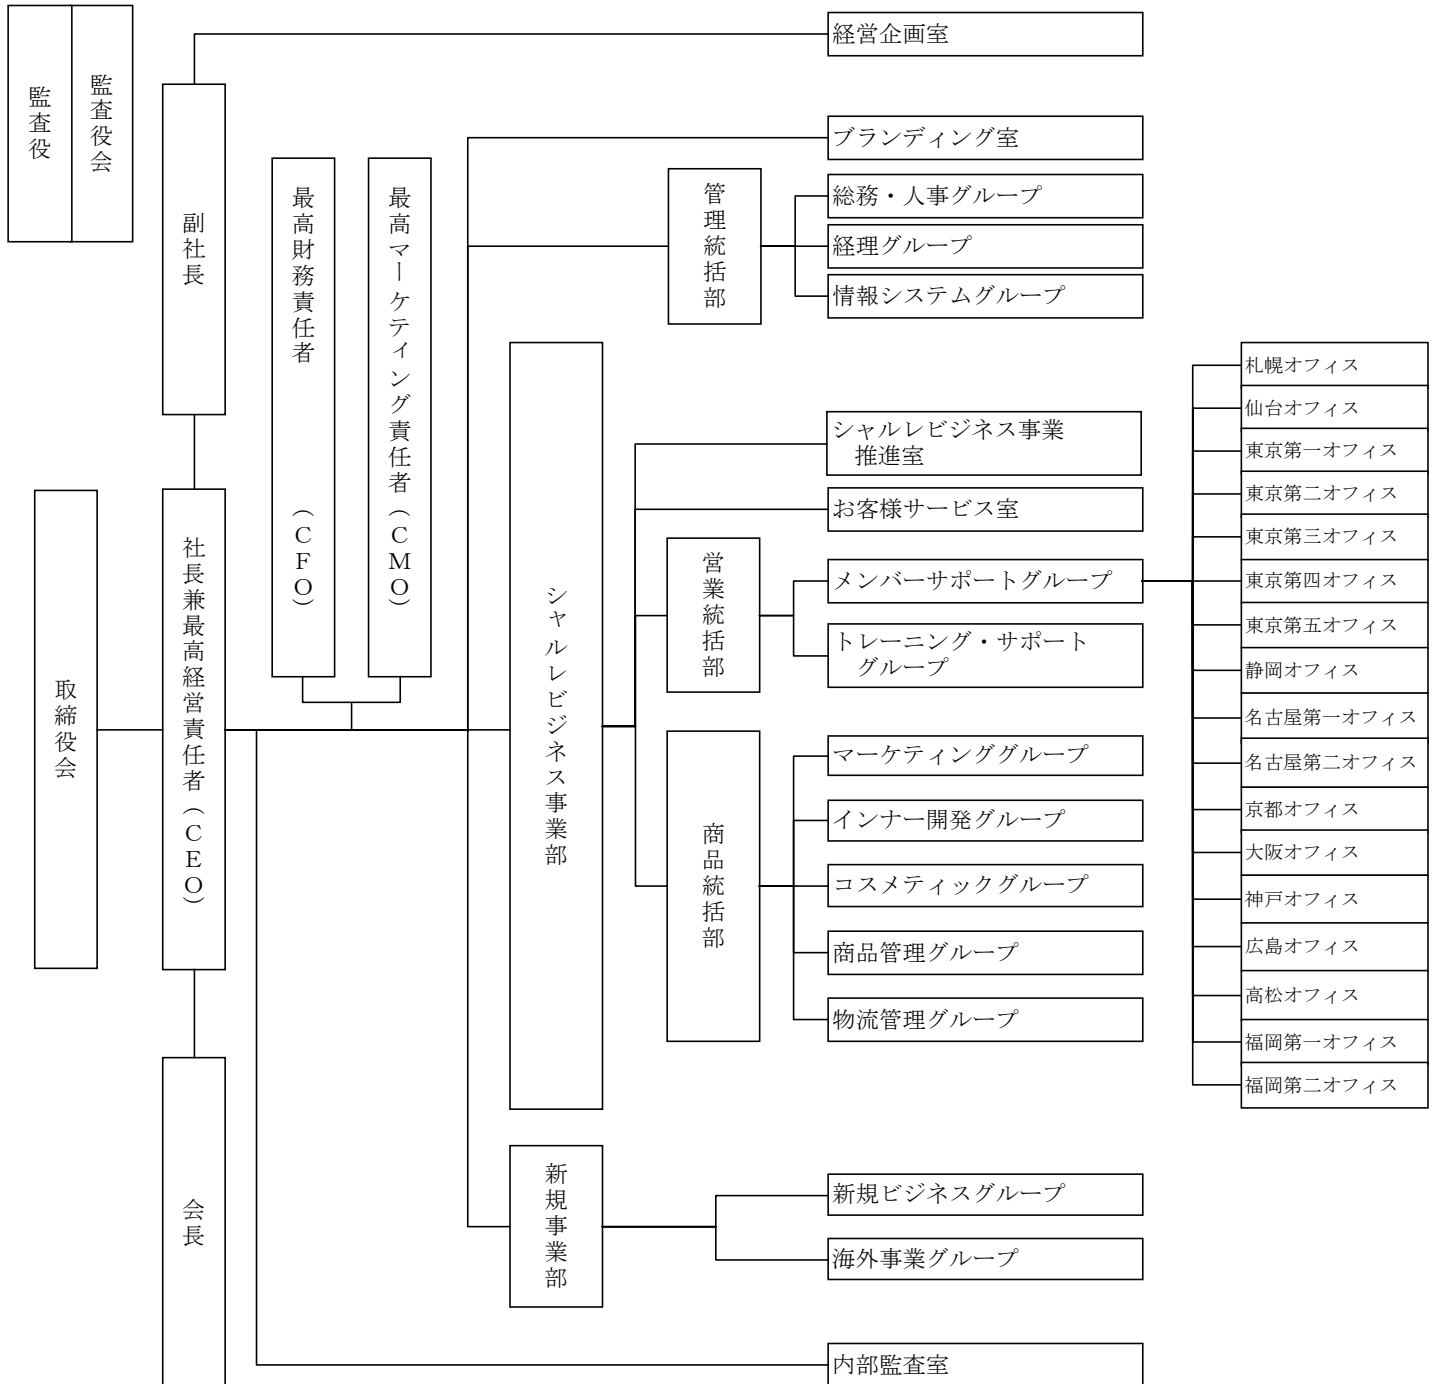 監査役
監査役会
取締役会
副社長
社長兼最高経営責任者(CEO)
会長
最高財務責任者(CFO)
最高マーケティング責任者(CMO)
経営企画室
ブランディング室
管理統括部
総務・人事グループ
経理グループ
情報システムグループ
シャルレビジネス事業部
シャルレビジネス事業
推進室
お客様サービス室
営業統括部
メンバーサポートグループ
トレーニング・サポート
グループ
商品統括部
マーケティンググループ
インナー開発グループ
コスメティックグループ
商品管理グループ
物流管理グループ
新規事業部
新規ビジネスグループ
海外事業グループ
内部監査室
札幌オフィス
仙台オフィス
東京第一オフィス
東京第二オフィス
東京第三オフィス
東京第四オフィス
東京第五オフィス
静岡オフィス
名古屋第一オフィス
名古屋第二オフィス
京都オフィス
大阪オフィス
神戸オフィス
広島オフィス
高松オフィス
福岡第一オフィス
福岡第二オフィス